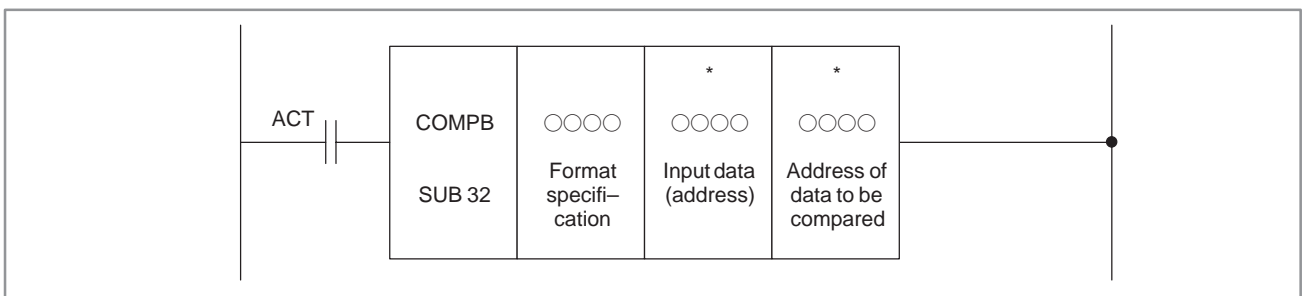 ACT
COMPB
SUB 32
○○○○
Format
specifi–
cation
*
○○○○
Input data
(address)
*
○○○○
Address of
data to be
compared